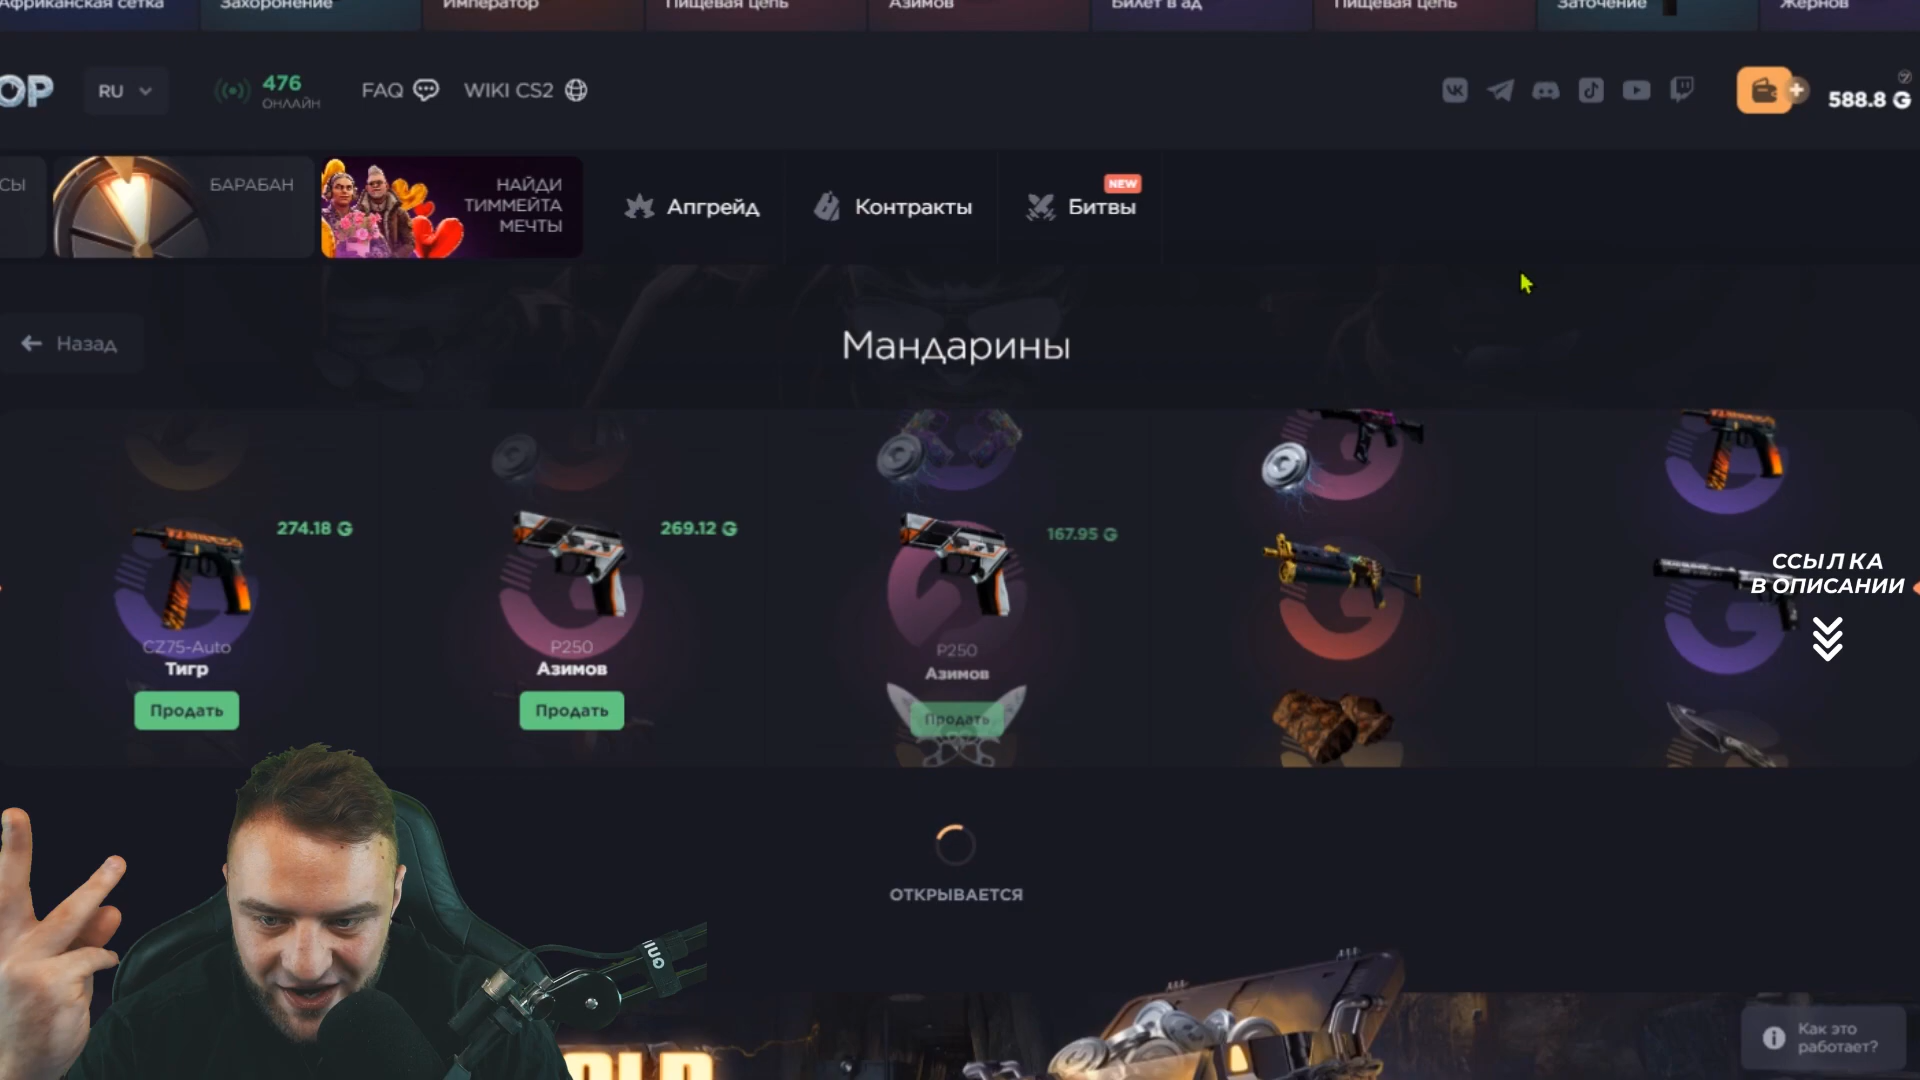 Африканская сетка
Захоронение
Император
Пищевая цепь
Азимов
Билет в ад
Пищевая цепь
Заточение
Жернов
OP
RU
476
ОНЛАЙН
FAQ
WIKI CS2
588.8 G
СЫ
БАРАБАН
НАЙДИ
ТИММЕЙТА
МЕЧТЫ
Апгрейд
Контракты
NEW
Битвы
Назад
Мандарины
274.18 G
CZ75-Auto
Тигр
Продать
269.12 G
P250
Азимов
Продать
167.95 G
P250
Азимов
Продать
ССЫЛКА
В ОПИСАНИИ
ОТКРЫВАЕТСЯ
Как это
работает?